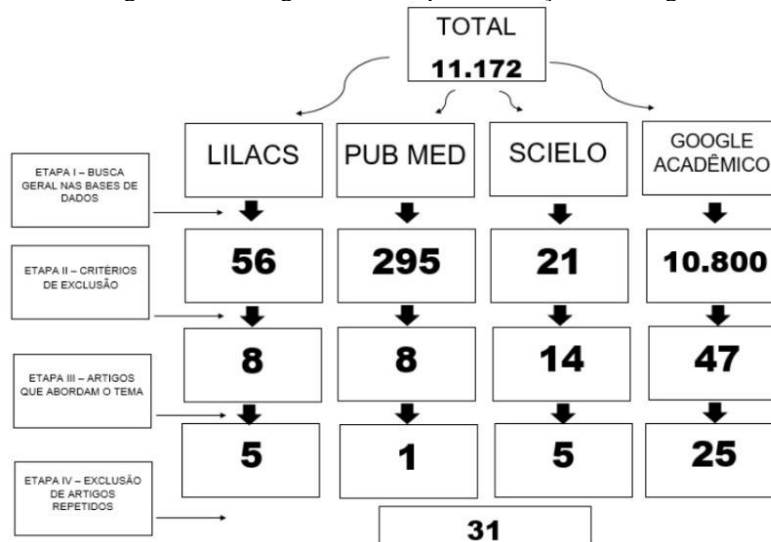 TOTAL
11.172
LILACS
PUB MED
SCIELO
GOOGLE
ACADÊMICO
ETAPA I – BUSCA
GERAL NAS BASES DE
DADOS
56
295
21
10.800
ETAPA II – CRITÉRIOS
DE EXCLUSÃO
8
8
14
47
ETAPA III – ARTIGOS
QUE ABORDAM O TEMA
5
1
5
25
ETAPA IV – EXCLUSÃO
DE ARTIGOS
REPETIDOS
31